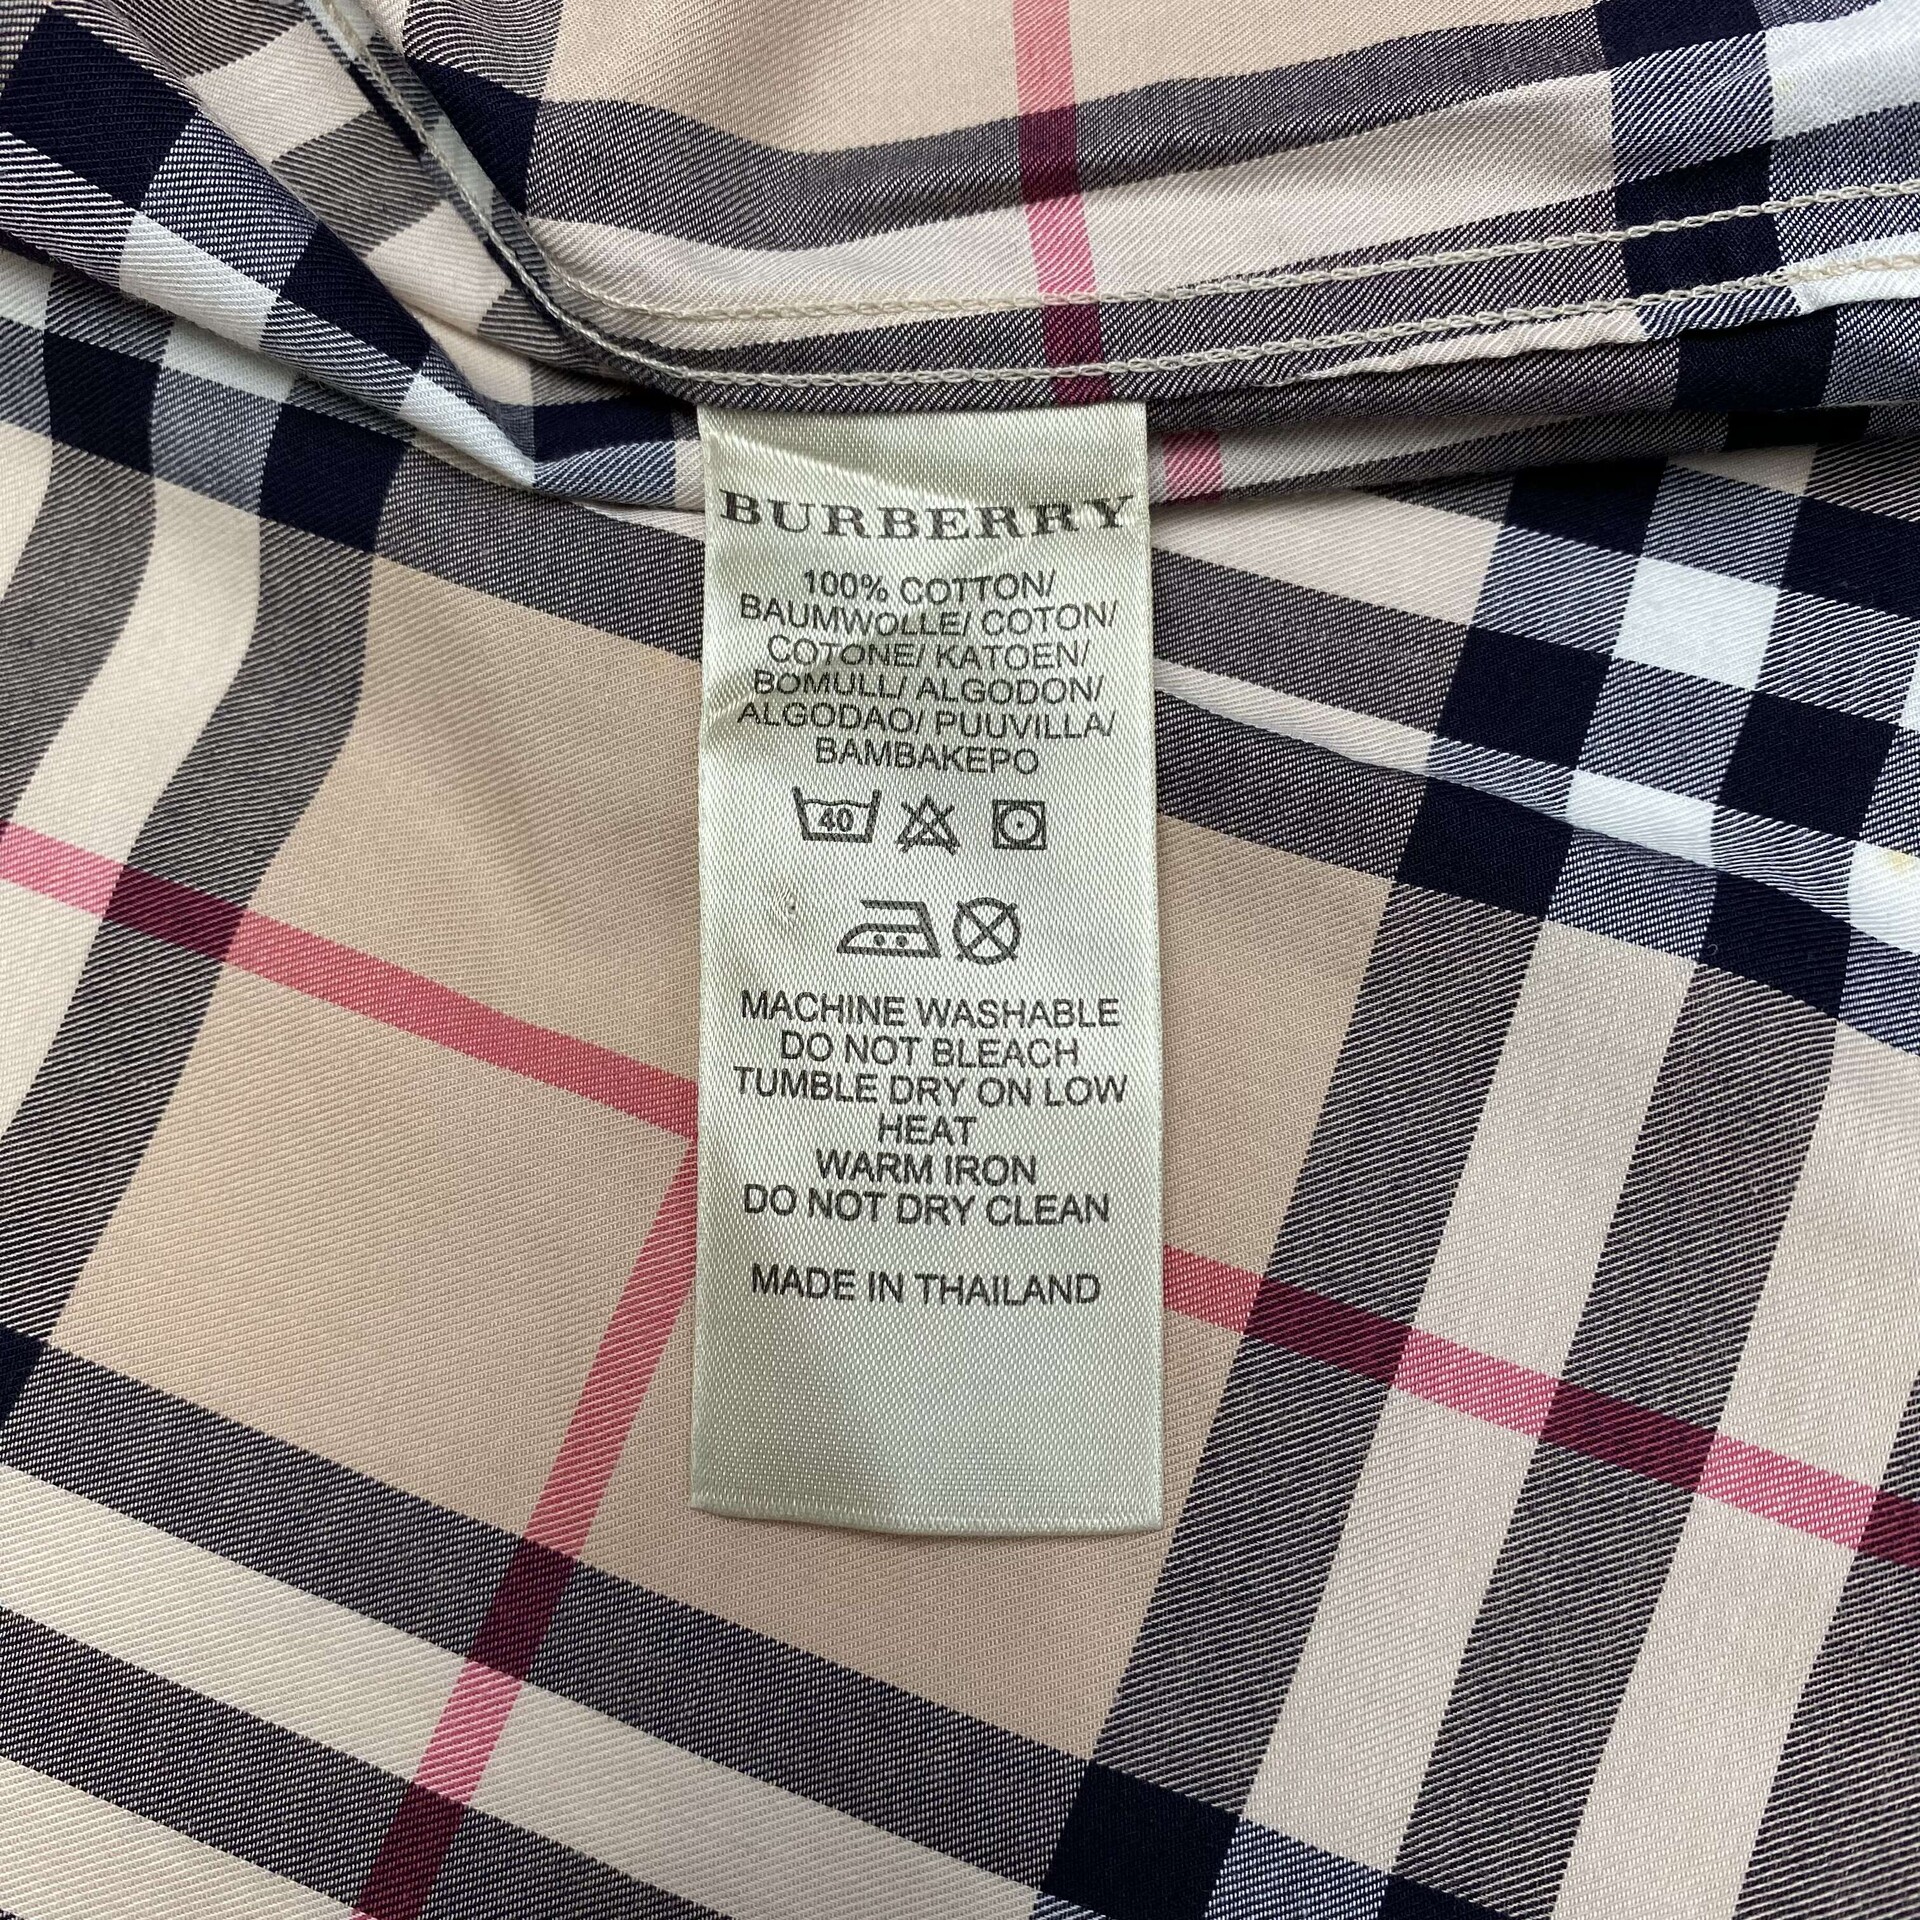 BURBERRY
100% COTTON/
BAUMWOLLE/ COTON/
COTONE/ KATOEN/
BOMULL/ ALGODON/
ALGODAO/ PUUVILLA/
BAMBAKEPO
40
MACHINE WASHABLE
DO NOT BLEACH
TUMBLE DRY ON LOW
HEAT
WARM IRON
DO NOT DRY CLEAN
MADE IN THAILAND